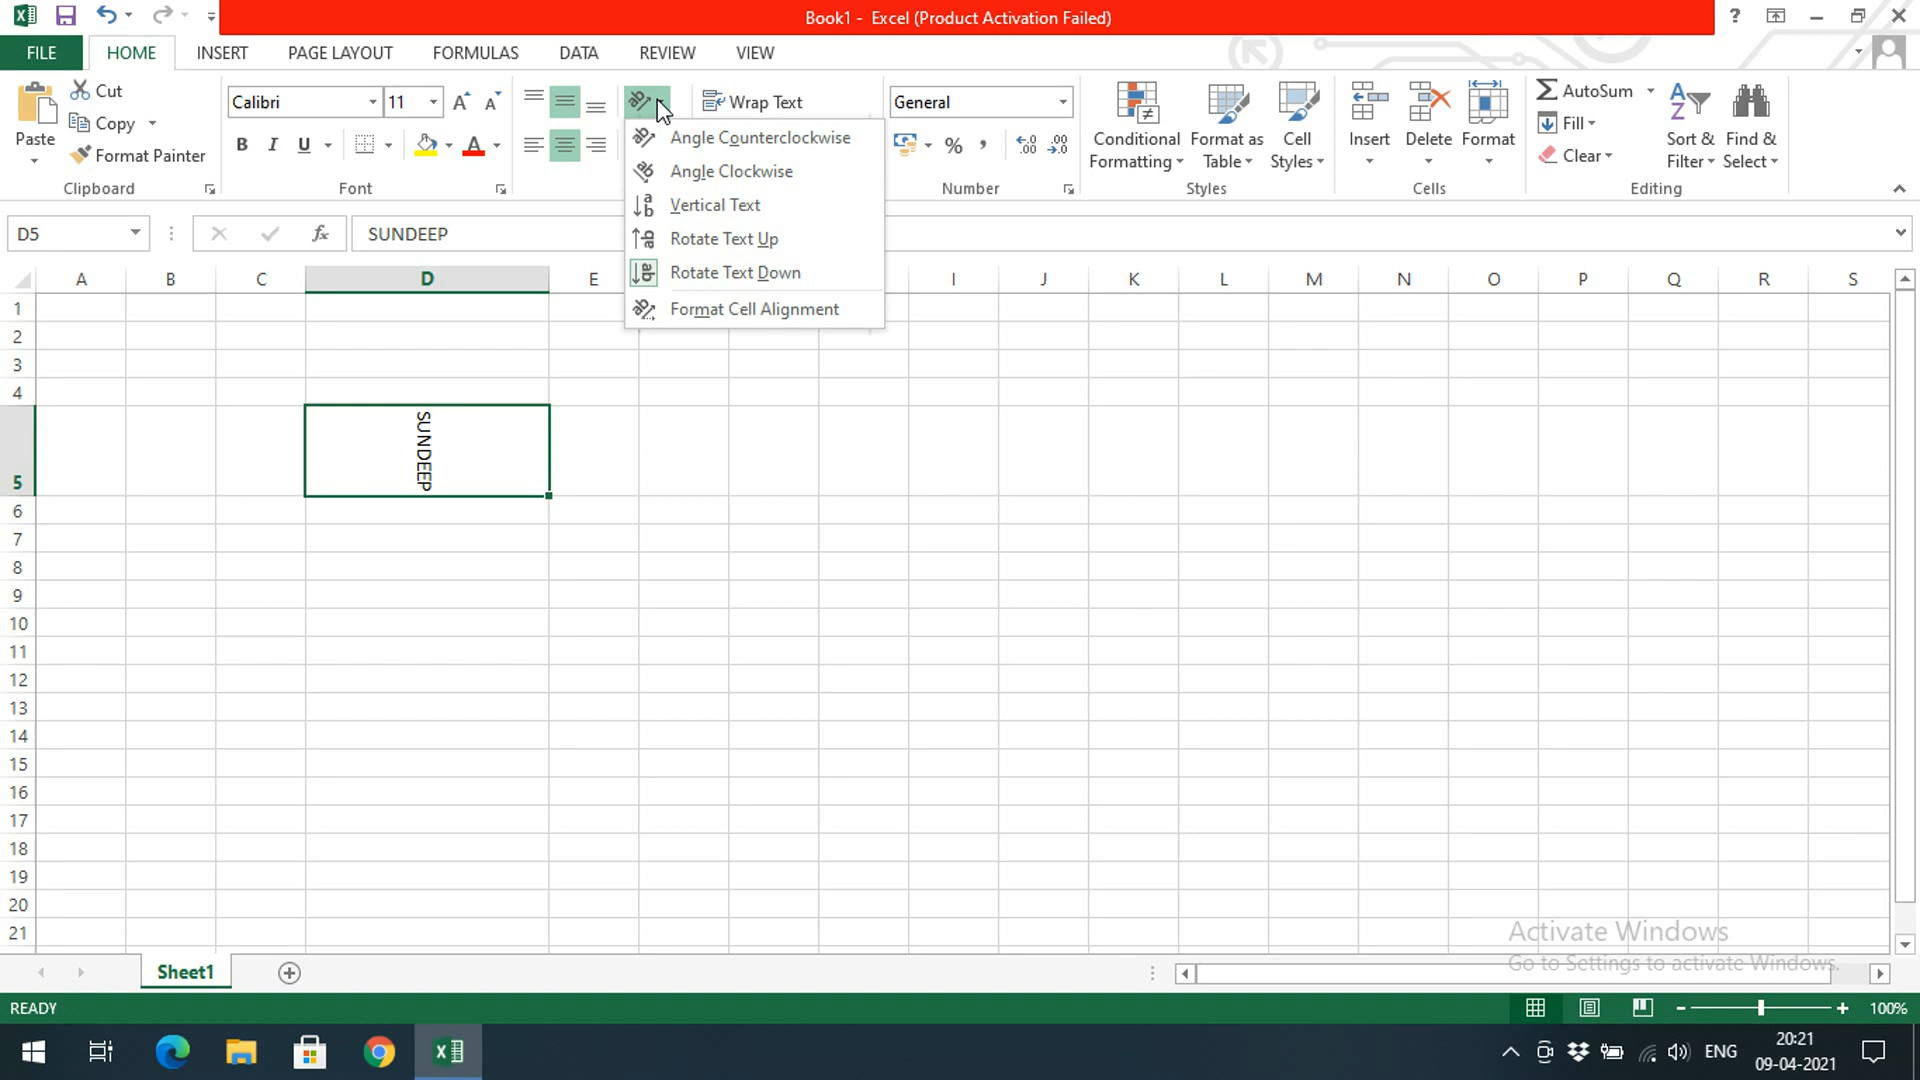 Book1 - Excel (Product Activation Failed)
FILE HOME INSERT PAGE LAYOUT FORMULAS DATA REVIEW VIEW
Paste
Cut
Copy
Format Painter
Clipboard
Calibri 11
B I U
Font
Wrap Text
General
% ,
Number
Conditional Formatting
Format as Table
Cell Styles
Styles
Insert Delete Format
Cells
AutoSum
Fill
Clear
Sort & Filter
Find & Select
Editing
Angle Counterclockwise
Angle Clockwise
Vertical Text
Rotate Text Up
Rotate Text Down
Format Cell Alignment
D5 fx SUNDEEP
A B C D E I J K L M N O P Q R S
1
2
3
4
5 SUNDEEP
6
7
8
9
10
11
12
13
14
15
16
17
18
19
20
21
Activate Windows
Go to Settings to activate Windows.
Sheet1
READY 100%
ENG 20:21
09-04-2021